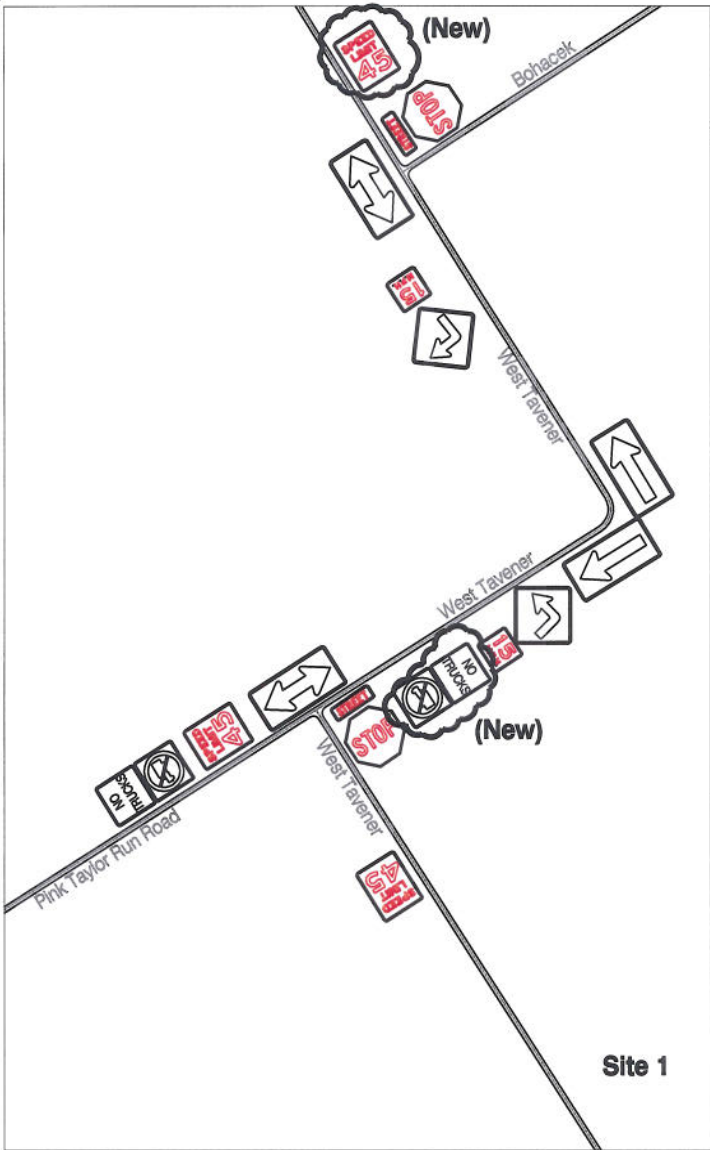 (New)
SPEED
LIMIT
45
STOP
Bohacek
15
M.P.H.
West Tavener
West Tavener
15
NO
TRUCKS
(New)
STOP
SPEED
LIMIT
45
NO
TRUCKS
West Tavener
Pink Taylor Run Road
SPEED
LIMIT
45
Site 1